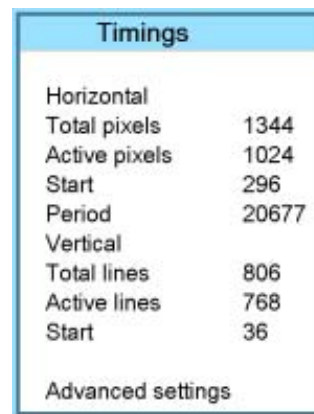 Timings
Horizontal
Total pixels 1344
Active pixels 1024
Start 296
Period 20677
Vertical
Total lines 806
Active lines 768
Start 36
Advanced settings